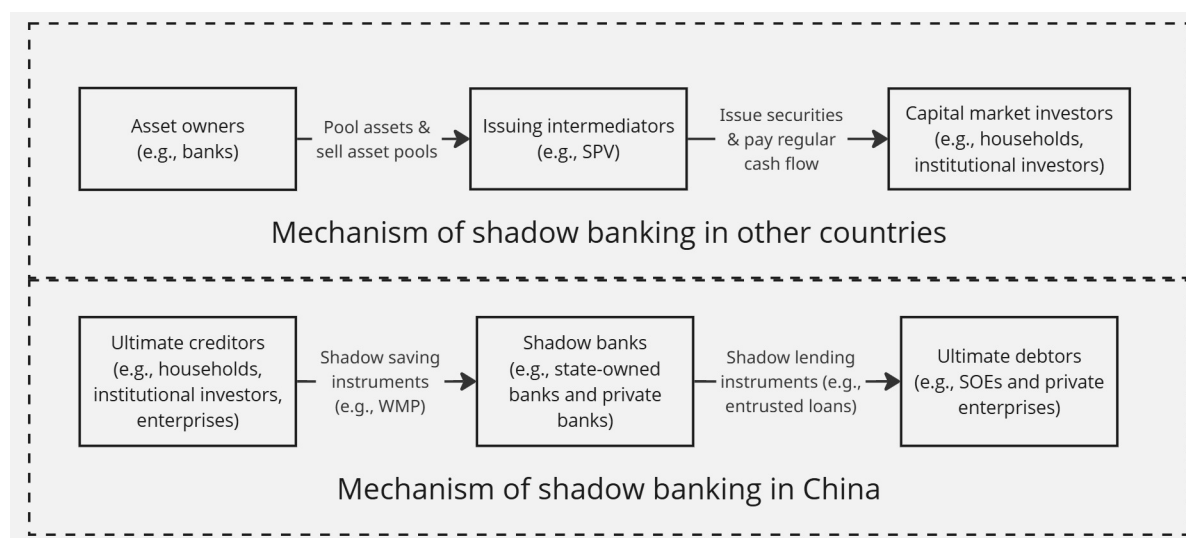 Asset owners
(e.g., banks)
Pool assets &
sell asset pools
Issuing intermediators
(e.g., SPV)
Issue securities
& pay regular
cash flow
Capital market investors
(e.g., households,
institutional investors)
Mechanism of shadow banking in other countries
Ultimate creditors
(e.g., households,
institutional investors,
enterprises)
Shadow saving
instruments
(e.g., WMP)
Shadow banks
(e.g., state-owned
banks and private
banks)
Shadow lending
instruments (e.g.,
entrusted loans)
Ultimate debtors
(e.g., SOEs and private
enterprises)
Mechanism of shadow banking in China